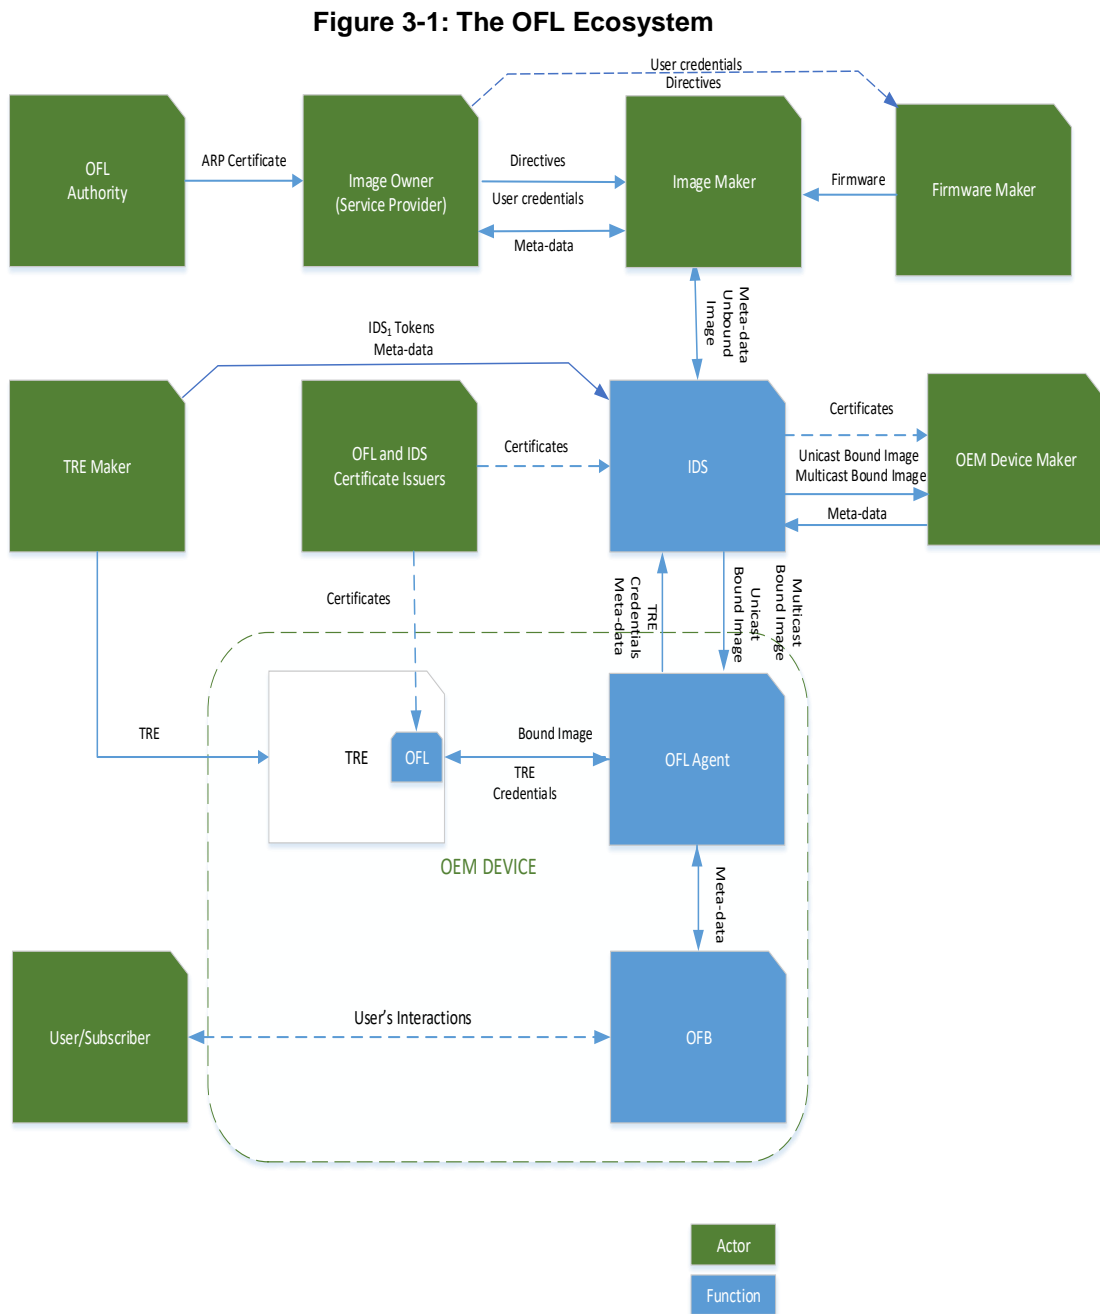 Figure 3-1: The OFL Ecosystem
User credentials
Directives
OFL
Authority
ARP Certificate
Image Owner
(Service Provider)
Directives
User credentials
Meta-data
Image Maker
Firmware
Firmware Maker
Meta-data
Unbound
Image
IDS₁ Tokens
Meta-data
TRE Maker
OFL and IDS
Certificate Issuers
Certificates
IDS
Certificates
Unicast Bound Image
Multicast Bound Image
Meta-data
OEM Device Maker
Certificates
TRE
Credentials
Meta-data
Unicast
Bound Image
Multicast
Bound Image
TRE
TRE
OFL
Bound Image
TRE
Credentials
OFL Agent
OEM DEVICE
Meta-data
User/Subscriber
User's Interactions
OFB
Actor
Function